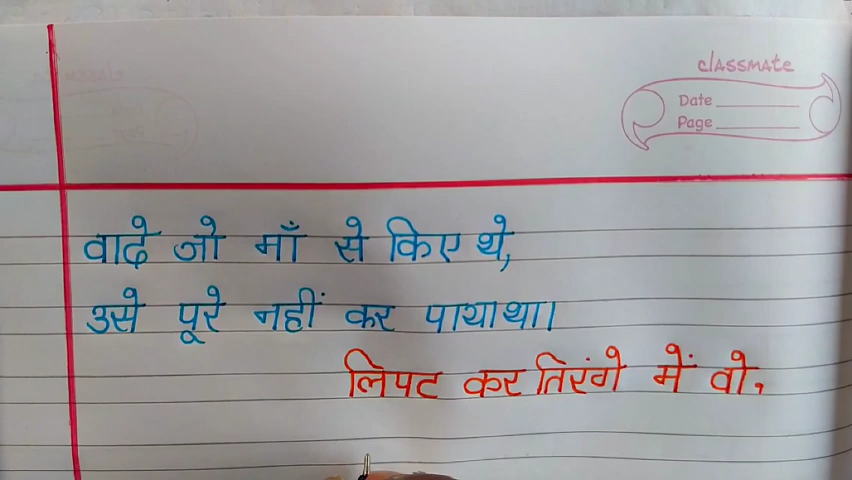 classmate
Date
Page
वादे जो माँ से किए थे,
उसे पूरे नहीं कर पाया था।
लिपट कर तिरंगे में वो,